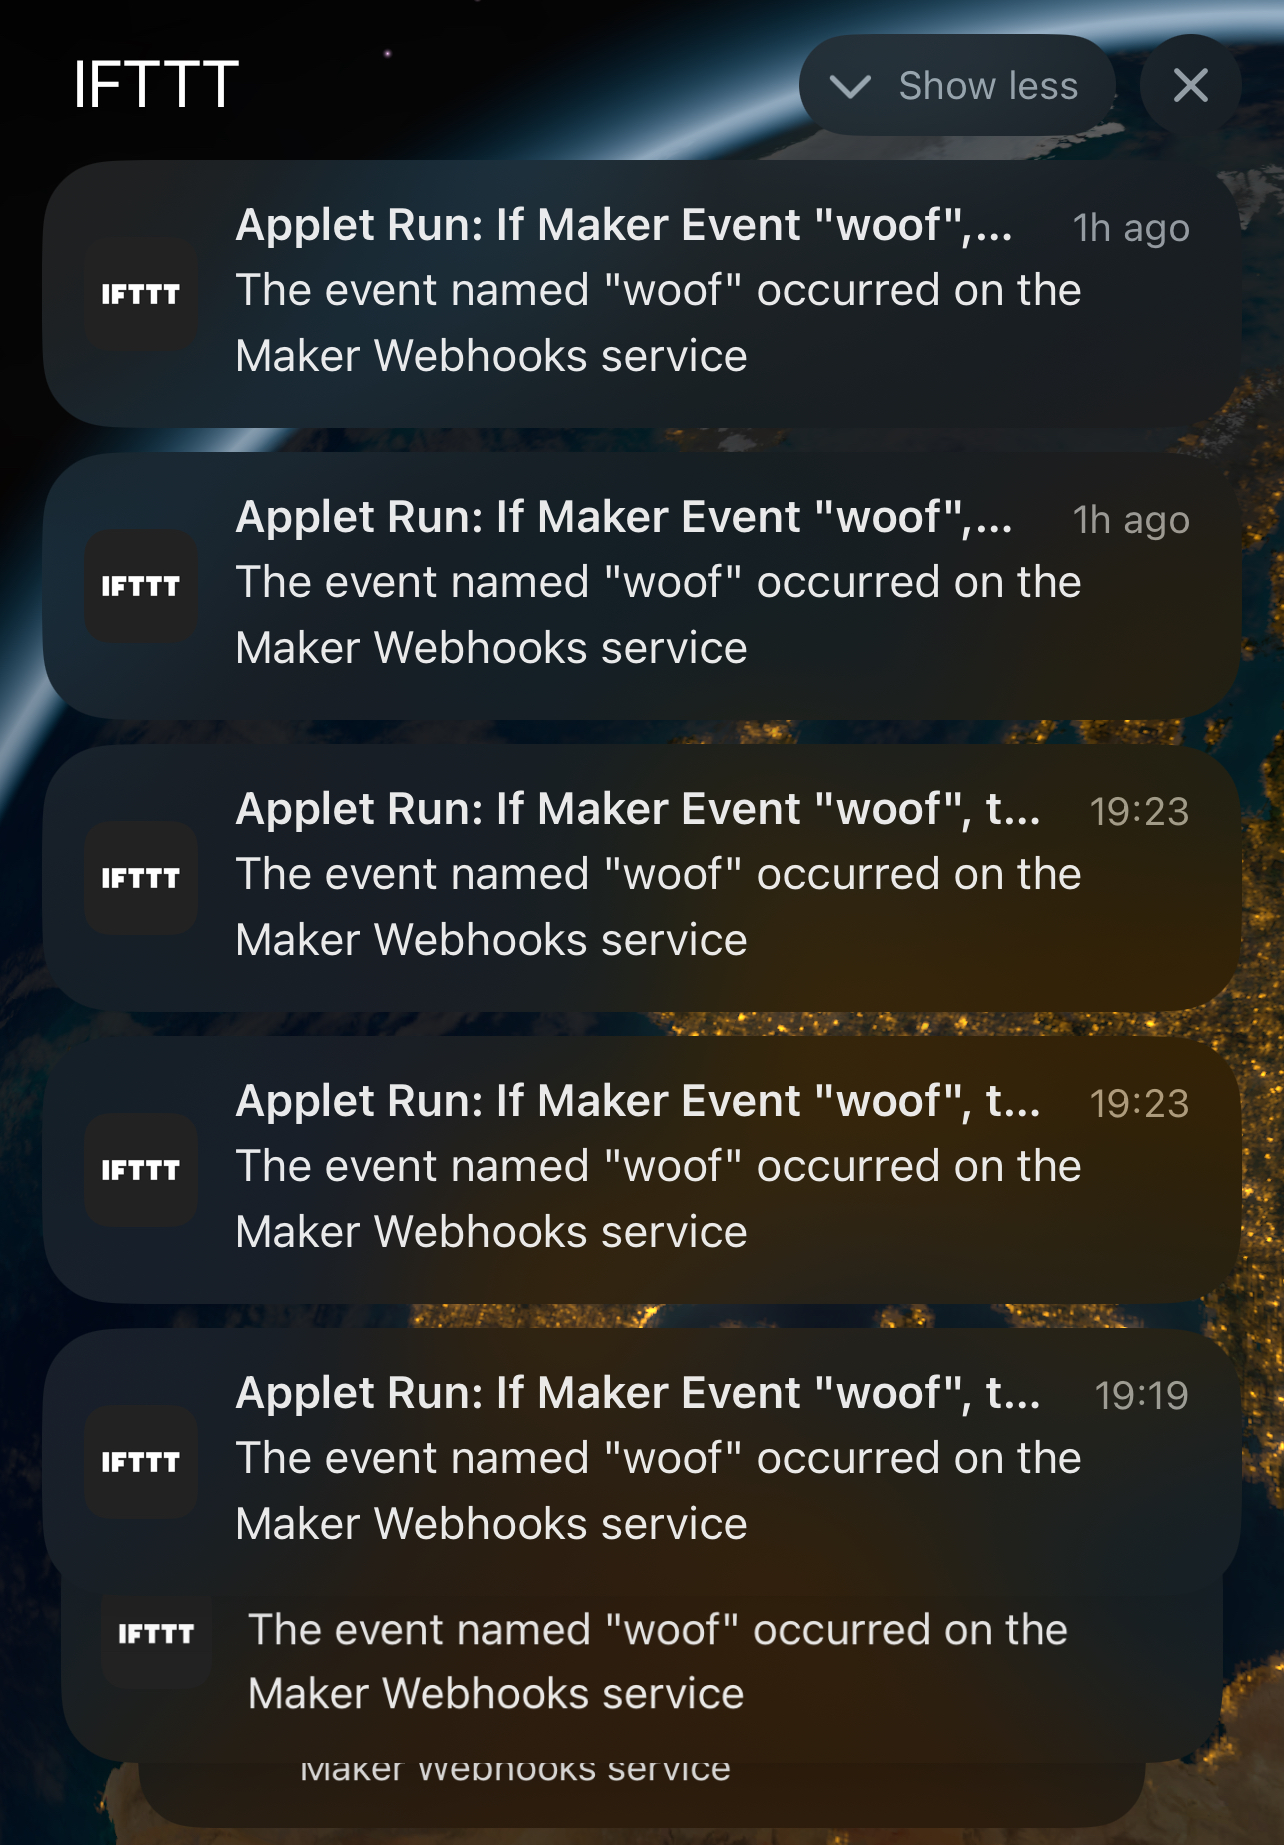 IFTTT
Show less
Applet Run: If Maker Event "woof",... 1h ago
IFTTT
The event named "woof" occurred on the
Maker Webhooks service
Applet Run: If Maker Event "woof",... 1h ago
IFTTT
The event named "woof" occurred on the
Maker Webhooks service
Applet Run: If Maker Event "woof", t... 19:23
IFTTT
The event named "woof" occurred on the
Maker Webhooks service
Applet Run: If Maker Event "woof", t... 19:23
IFTTT
The event named "woof" occurred on the
Maker Webhooks service
Applet Run: If Maker Event "woof", t... 19:19
IFTTT
The event named "woof" occurred on the
Maker Webhooks service
IFTTT
The event named "woof" occurred on the
Maker Webhooks service
Maker Webhooks service